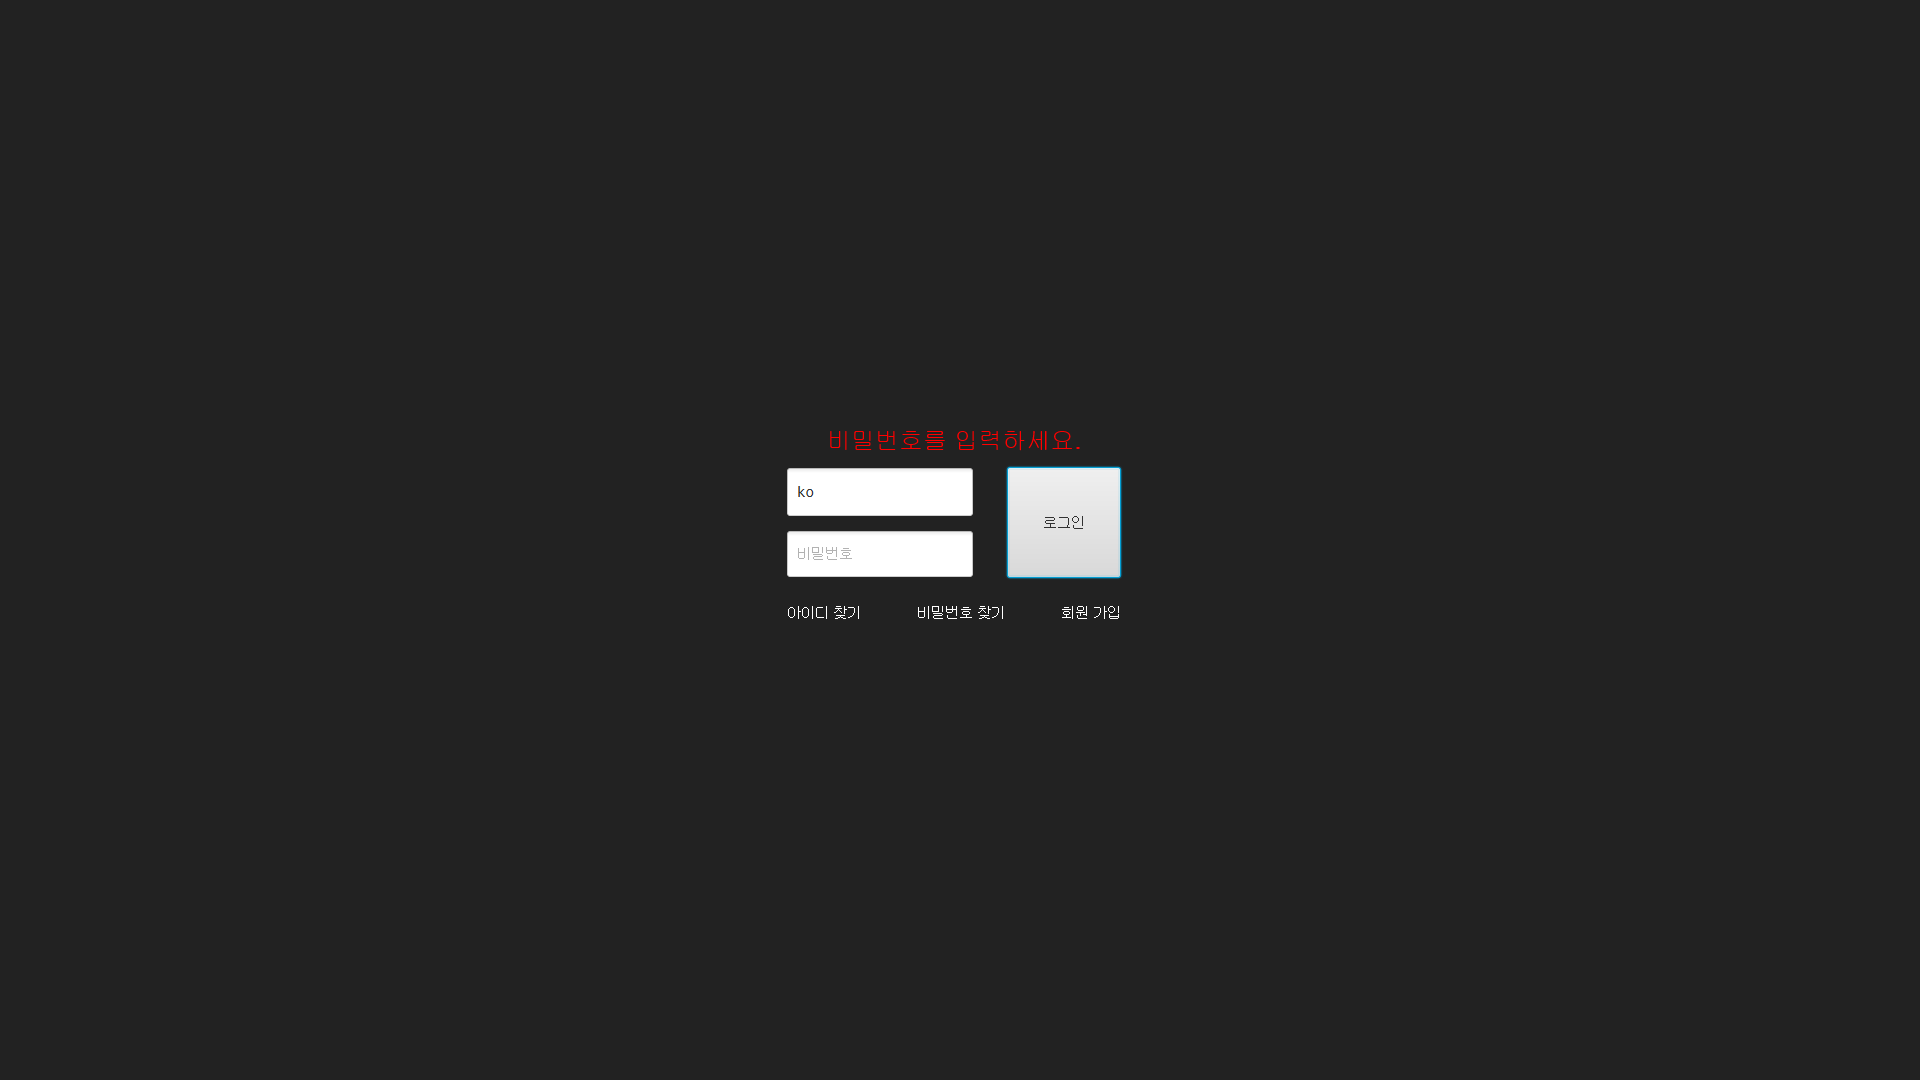 비밀번호를 입력하세요.
ko
로그인
비밀번호
아이디 찾기 비밀번호 찾기 회원 가입